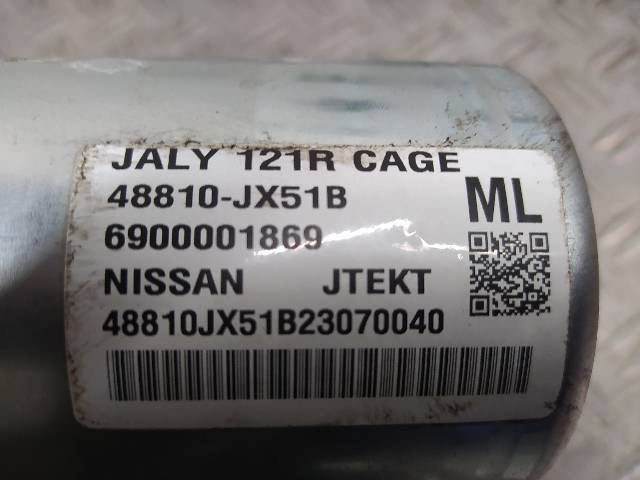 JALY 121R CAGE
48810-JX51B
ML
6900001869
NISSAN JTEKT
48810JX51B23070040